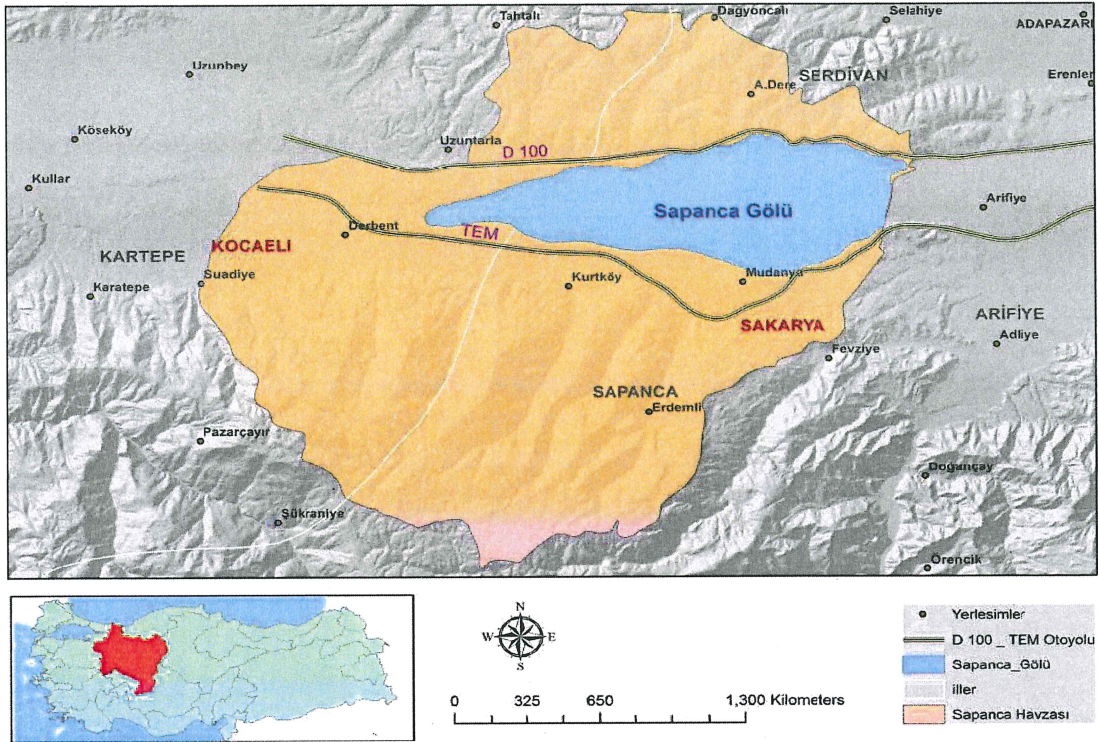 Tahtalı
Dagyoncalı
Selahiye
ADAPAZARI
Uzunbey
SERDİVAN
Erenler
A.Dere
Köseköy
Uzuntarla
D 100
Kullar
Sapanca Gölü
Arifiye
Derbent
TEM
KOCAELI
KARTEPE
Suadiye
Kurtköy
Mudanya
Karatepe
SAKARYA
ARİFİYE
Adliye
Fevziye
SAPANCA
Erdemli
Pazarçayır
Doğançay
Şükraniye
Örencik
N
W
E
S
0 325 650 1,300 Kilometers
Yerlesimler
D 100 _ TEM Otoyolu
Sapanca_Gölü
iller
Sapanca Havzası